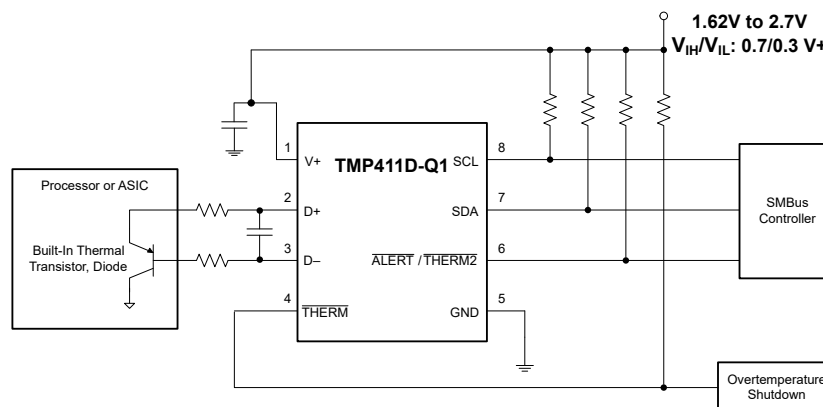 1.62V to 2.7V
VIH/VIL: 0.7/0.3 V+
1
V+
TMP411D-Q1
SCL
8
Processor or ASIC
2
D+
SDA
7
SMBus
Controller
Built-In Thermal
Transistor, Diode
3
D–
ALERT / THERM2
6
4
THERM
GND
5
Overtemperature
Shutdown